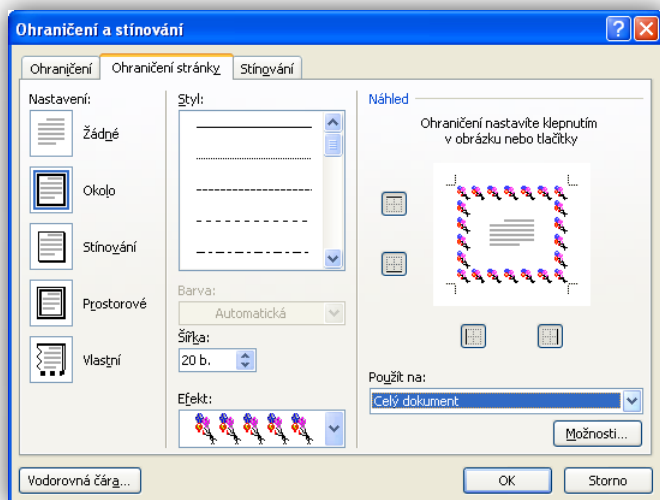 Ohraničení a stínování
Ohraničení
Ohraničení stránky
Stínování
Nastavení:
Žádné
Okolo
Stínování
Prostorové
Vlastní
Styl:
Barva:
Automatická
Šířka:
20 b.
Efekt:
Náhled
Ohraničení nastavíte klepnutím
v obrázku nebo tlačítky
Použít na:
Celý dokument
Možnosti...
Vodorovná čára...
OK
Storno